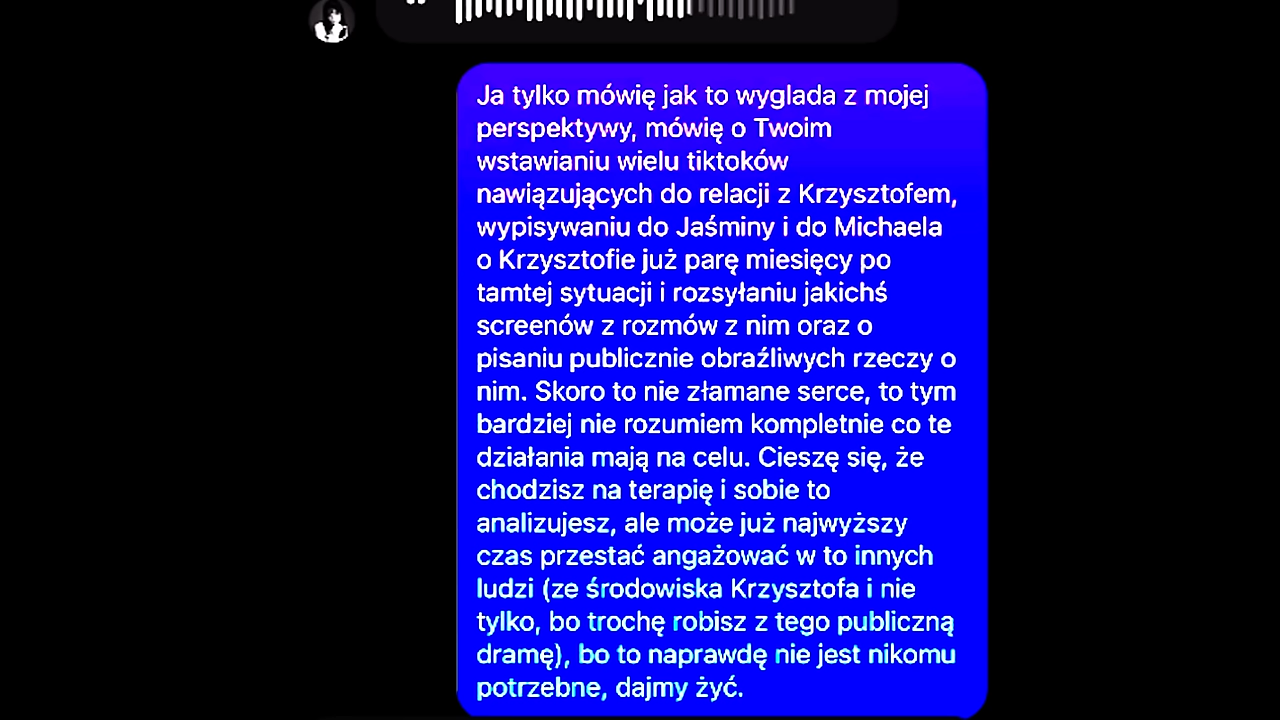 Ja tylko mówię jak to wyglada z mojej
perspektywy, mówię o Twoim
wstawianiu wielu tiktoków
nawiązujących do relacji z Krzysztofem,
wypisywaniu do Jaśminy i do Michaela
o Krzysztofie już parę miesięcy po
tamtej sytuacji i rozsyłaniu jakichś
screenów z rozmów z nim oraz o
pisaniu publicznie obraźliwych rzeczy o
nim. Skoro to nie złamane serce, to tym
bardziej nie rozumiem kompletnie co te
działania mają na celu. Cieszę się, że
chodzisz na terapię i sobie to
analizujesz, ale może już najwyższy
czas przestać angażować w to innych
ludzi (ze środowiska Krzysztofa i nie
tylko, bo trochę robisz z tego publiczną
dramę), bo to naprawdę nie jest nikomu
potrzebne, dajmy żyć.